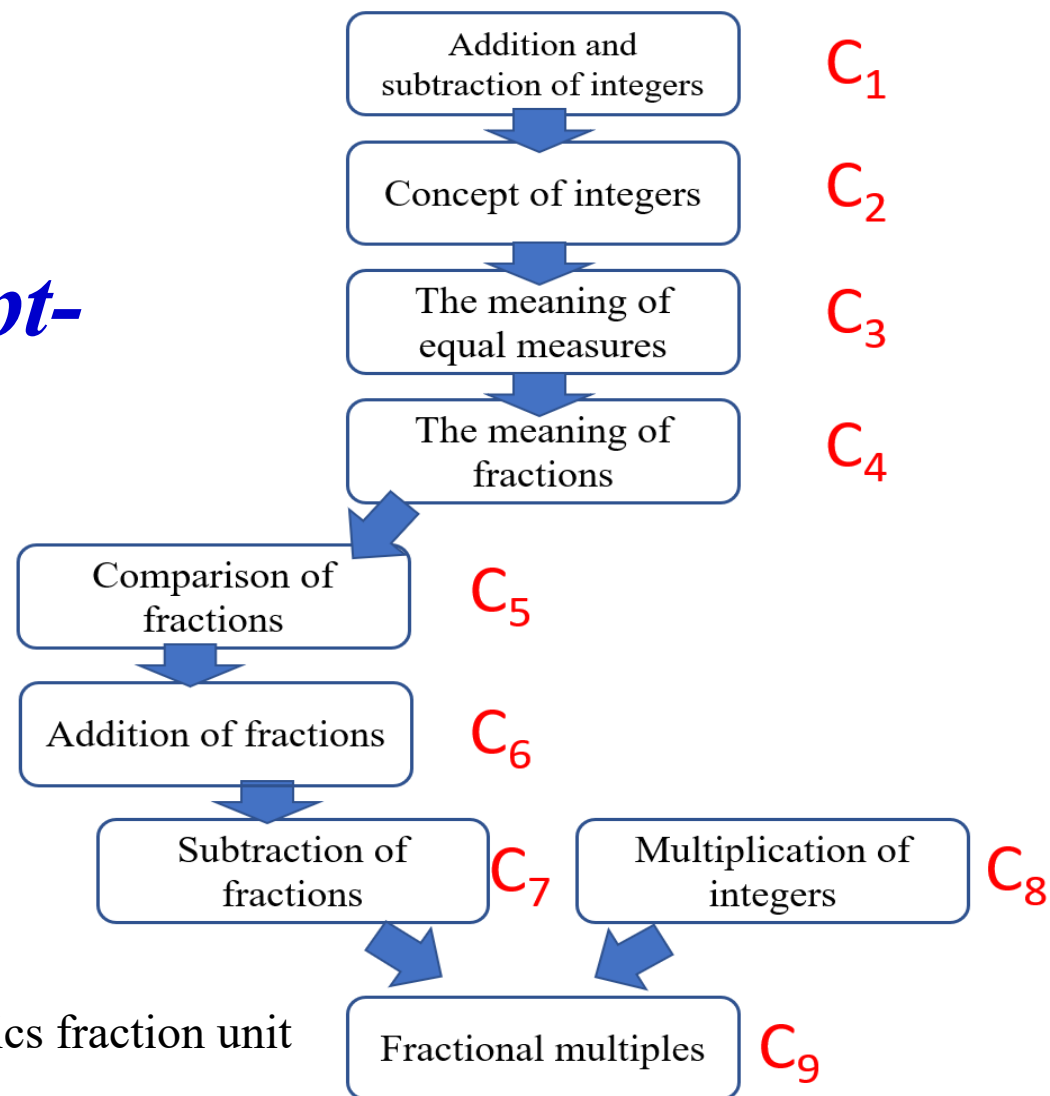 Addition and
subtraction of integers
C1
Concept of integers
C2
The meaning of
equal measures
C3
The meaning of
fractions
C4
Comparison of
fractions
C5
Addition of fractions
C6
Subtraction of
fractions
C7
Multiplication of
integers
C8
fraction unit
Fractional multiples
C9